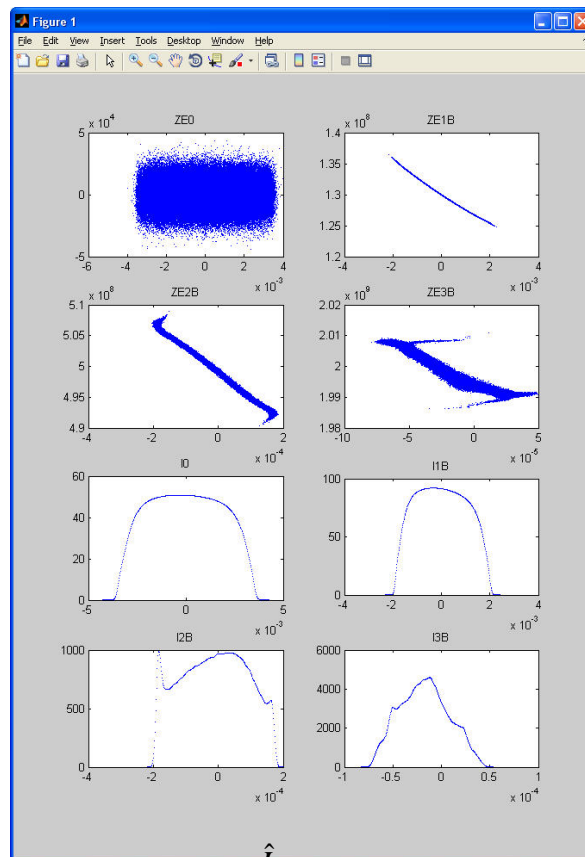 Figure 1
File Edit View Insert Tools Desktop Window Help
x 10^4 ZE0
5
0
-5
-6 -4 -2 0 2 4
x 10^-3
x 10^8 ZE1B
1.4
1.35
1.3
1.25
1.2
-4 -2 0 2 4
x 10^-3
x 10^8 ZE2B
5.1
5.05
5
4.95
4.9
-4 -2 0 2
x 10^-4
x 10^9 ZE3B
2.02
2.01
2
1.99
1.98
-10 -5 0 5
x 10^-5
I0
60
40
20
0
-5 0 5
x 10^-3
I1B
100
50
0
-4 -2 0 2 4
x 10^-3
I2B
1000
500
0
-4 -2 0 2
x 10^-4
I3B
6000
4000
2000
0
-1 -0.5 0 0.5 1
x 10^-4